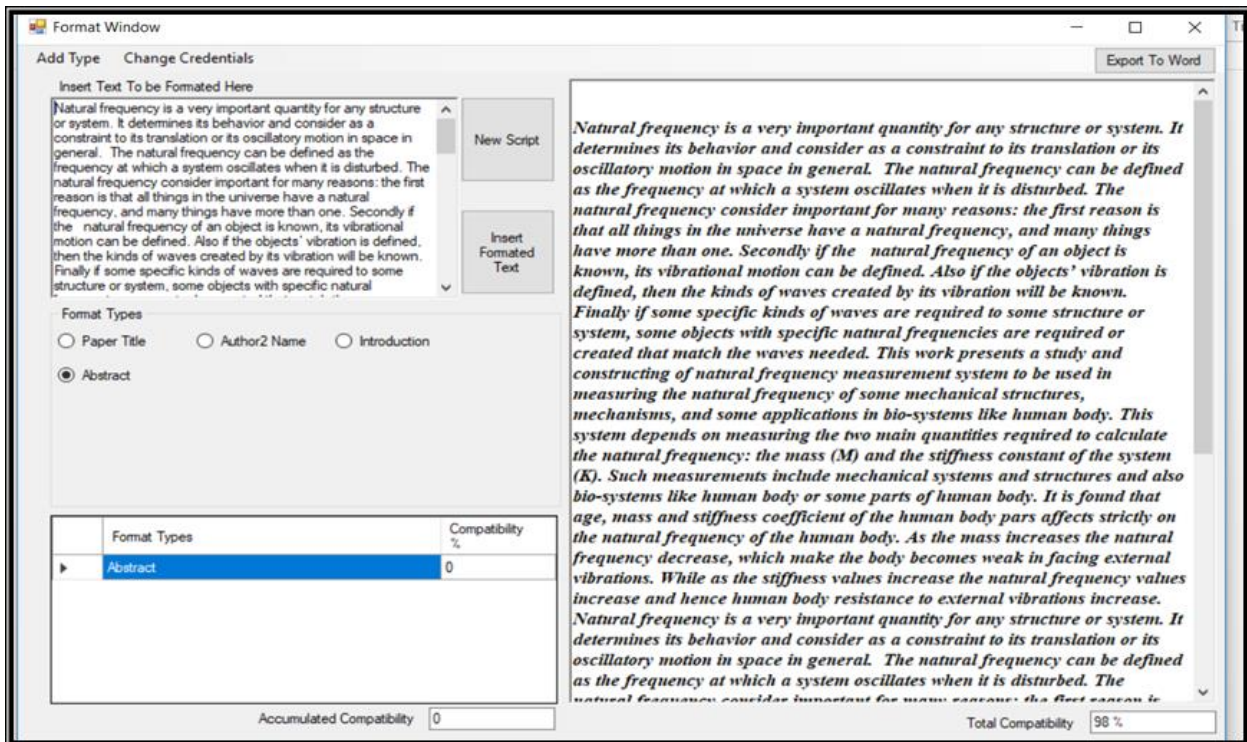 Format Window
Ti
Add Type Change Credentials
Export To Word
Insert Text To be Formated Here
Natural frequency is a very important quantity for any structure
or system. It determines its behavior and consider as a
constraint to its translation or its oscillatory motion in space in
general. The natural frequency can be defined as the
frequency at which a system oscillates when it is disturbed. The
natural frequency consider important for many reasons: the first
reason is that all things in the universe have a natural
frequency, and many things have more than one. Secondly if
the natural frequency of an object is known, its vibrational
motion can be defined. Also if the objects' vibration is defined,
then the kinds of waves created by its vibration will be known.
Finally if some specific kinds of waves are required to some
structure or system, some objects with specific natural
New Script
Insert
Formated
Text
Format Types
Paper Title Author2 Name Introduction
Abstract
Format Types Compatibility
%
Abstract 0
Accumulated Compatibility 0
Natural frequency is a very important quantity for any structure or system. It
determines its behavior and consider as a constraint to its translation or its
oscillatory motion in space in general. The natural frequency can be defined
as the frequency at which a system oscillates when it is disturbed. The
natural frequency consider important for many reasons: the first reason is
that all things in the universe have a natural frequency, and many things
have more than one. Secondly if the natural frequency of an object is
known, its vibrational motion can be defined. Also if the objects' vibration is
defined, then the kinds of waves created by its vibration will be known.
Finally if some specific kinds of waves are required to some structure or
system, some objects with specific natural frequencies are required or
created that match the waves needed. This work presents a study and
constructing of natural frequency measurement system to be used in
measuring the natural frequency of some mechanical structures,
mechanisms, and some applications in bio-systems like human body. This
system depends on measuring the two main quantities required to calculate
the natural frequency: the mass (M) and the stiffness constant of the system
(K). Such measurements include mechanical systems and structures and also
bio-systems like human body or some parts of human body. It is found that
age, mass and stiffness coefficient of the human body pars affects strictly on
the natural frequency of the human body. As the mass increases the natural
frequency decrease, which make the body becomes weak in facing external
vibrations. While as the stiffness values increase the natural frequency values
increase and hence human body resistance to external vibrations increase.
Natural frequency is a very important quantity for any structure or system. It
determines its behavior and consider as a constraint to its translation or its
oscillatory motion in space in general. The natural frequency can be defined
as the frequency at which a system oscillates when it is disturbed. The
natural frequency consider important for many reasons: the first reason is
Total Compatibility 98 %